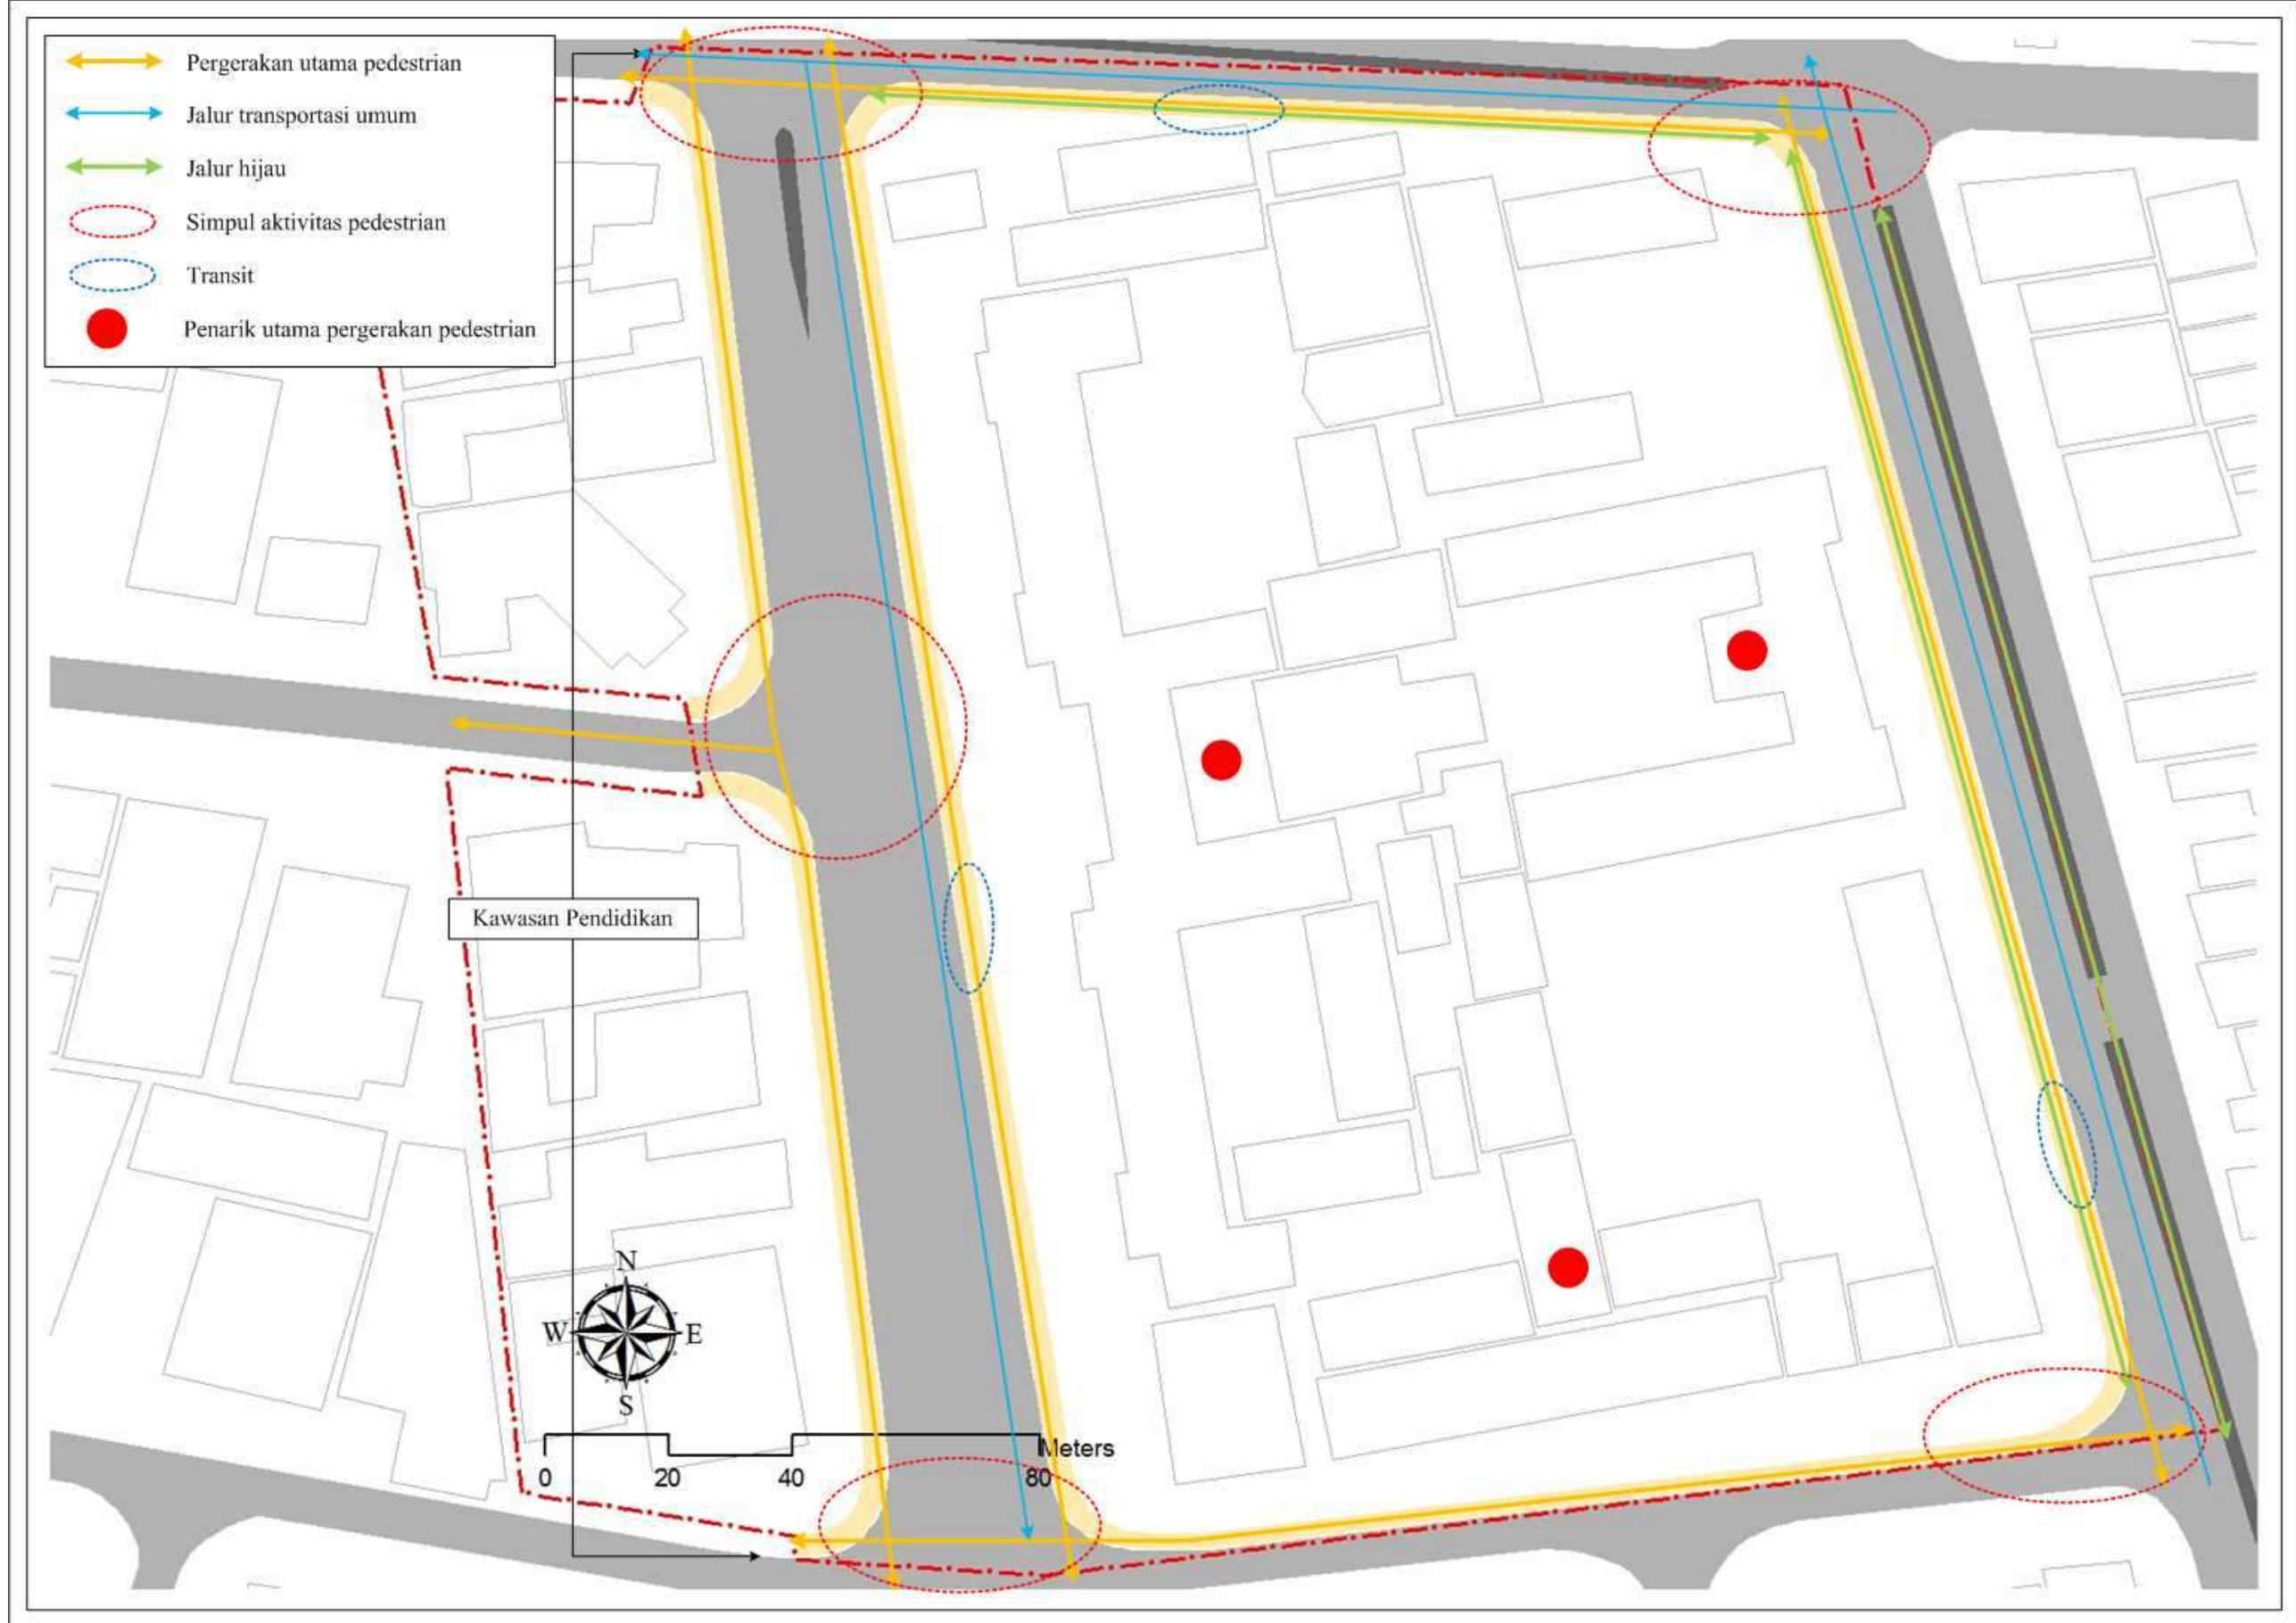 Pergerakan utama pedestrian
Jalur transportasi umum
Jalur hijau
Simpul aktivitas pedestrian
Transit
Penarik utama pergerakan pedestrian
Kawasan Pendidikan
N
W E
S
Meters
0 20 40 80